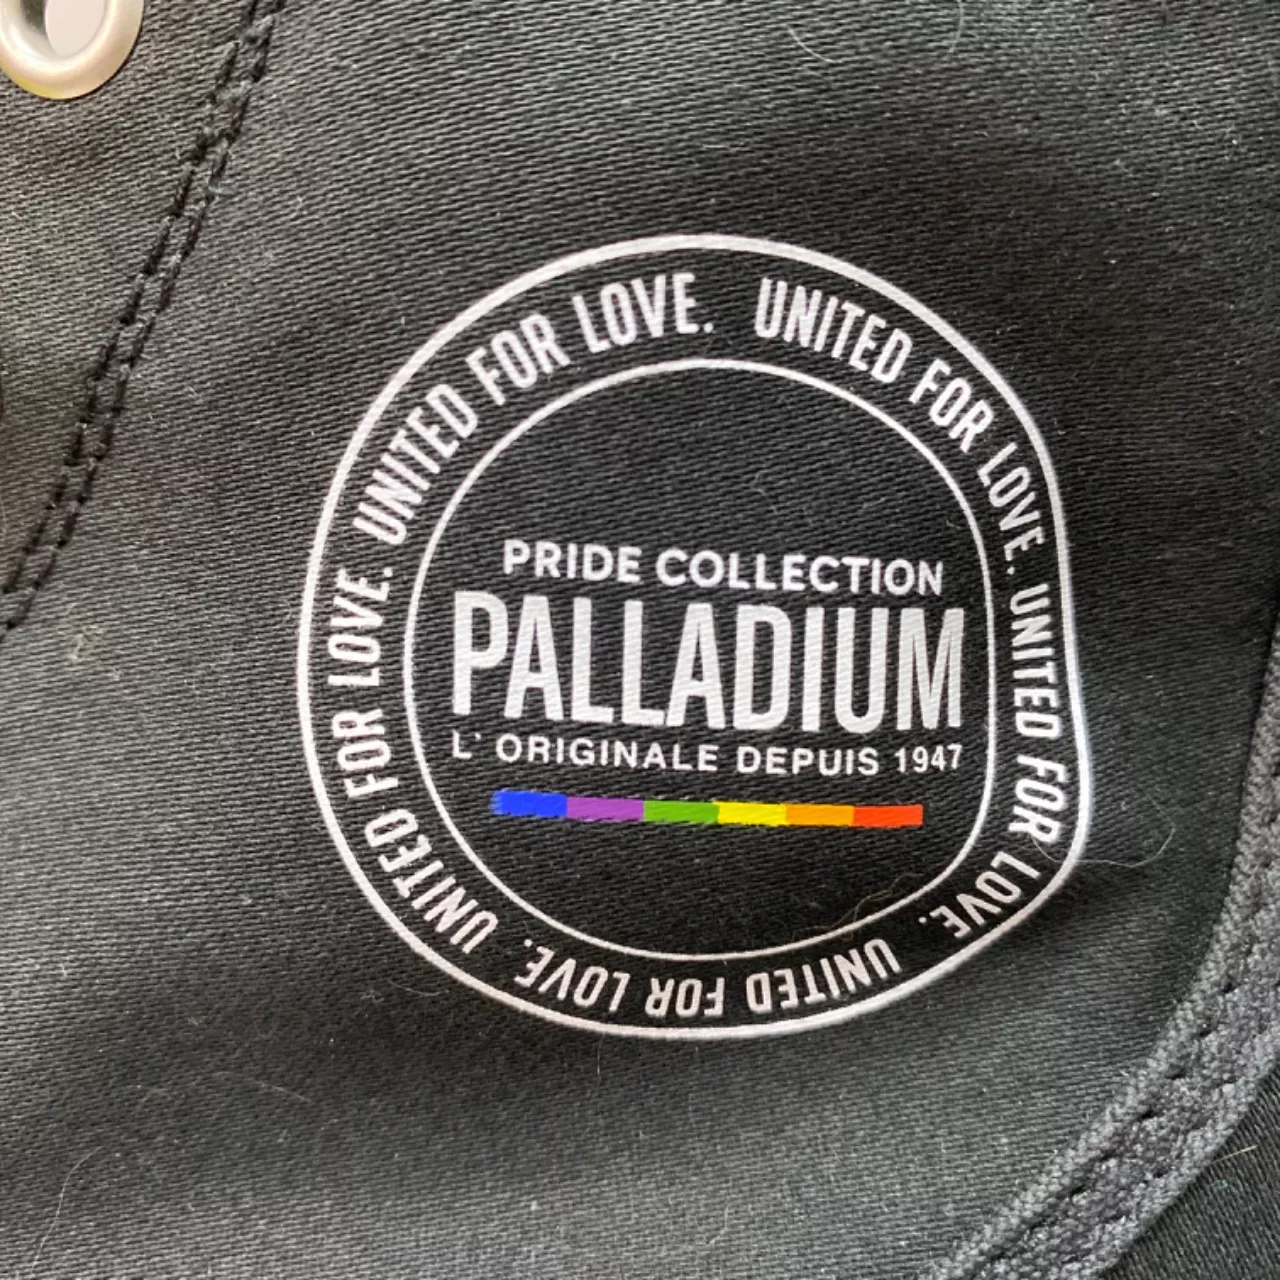 UNITED FOR LOVE. UNITED FOR LOVE. UNITED FOR LOVE. UNITED FOR LOVE. UNITED FOR LOVE.
PRIDE COLLECTION
PALLADIUM
L' ORIGINALE DEPUIS 1947